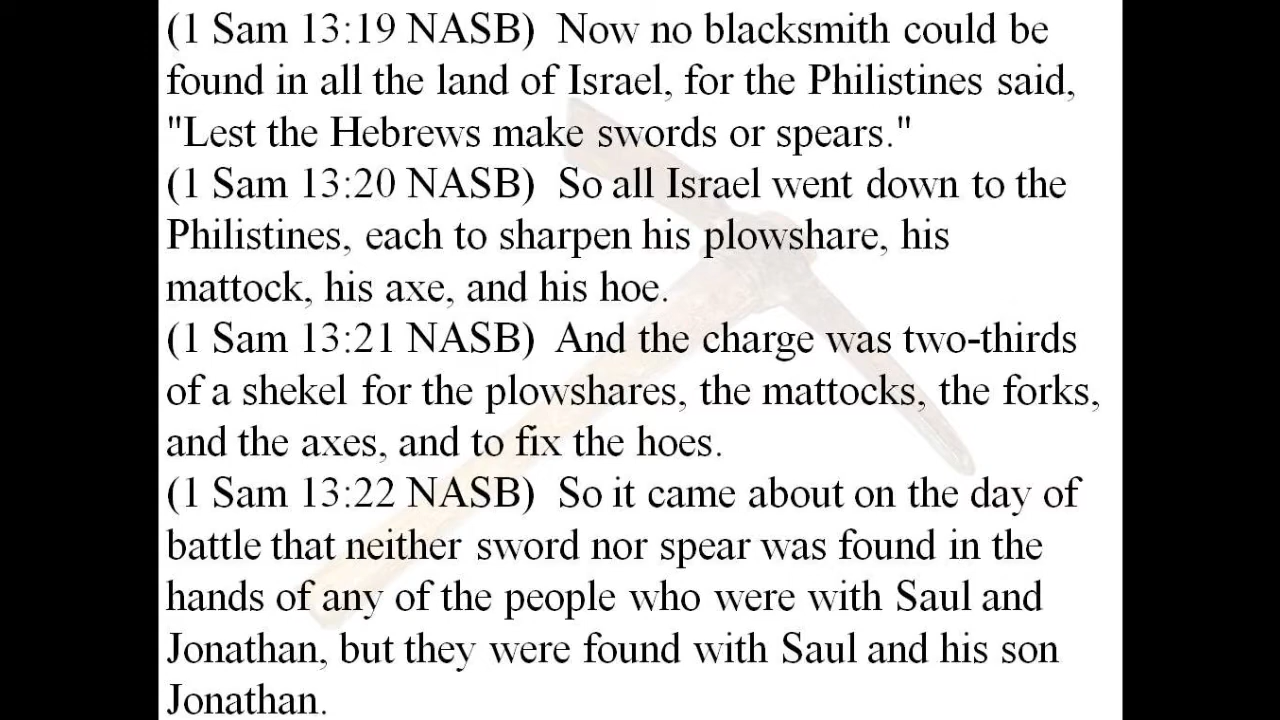 (1 Sam 13:19 NASB)  Now no blacksmith could be
found in all the land of Israel, for the Philistines said,
"Lest the Hebrews make swords or spears."
(1 Sam 13:20 NASB)  So all Israel went down to the
Philistines, each to sharpen his plowshare, his
mattock, his axe, and his hoe.
(1 Sam 13:21 NASB)  And the charge was two-thirds
of a shekel for the plowshares, the mattocks, the forks,
and the axes, and to fix the hoes.
(1 Sam 13:22 NASB)  So it came about on the day of
battle that neither sword nor spear was found in the
hands of any of the people who were with Saul and
Jonathan, but they were found with Saul and his son
Jonathan.